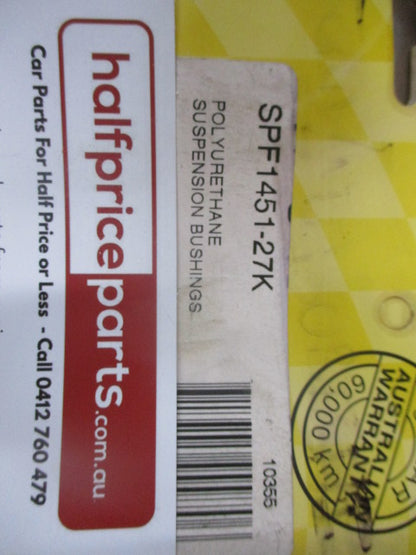 halfpriceparts.com.au
Car Parts For Half Price or Less - Call 0412 760 479
SPF1451-27K
POLYURETHANE
SUSPENSION BUSHINGS
10355
60,000 km
AUSTRALIA
WARRANTY